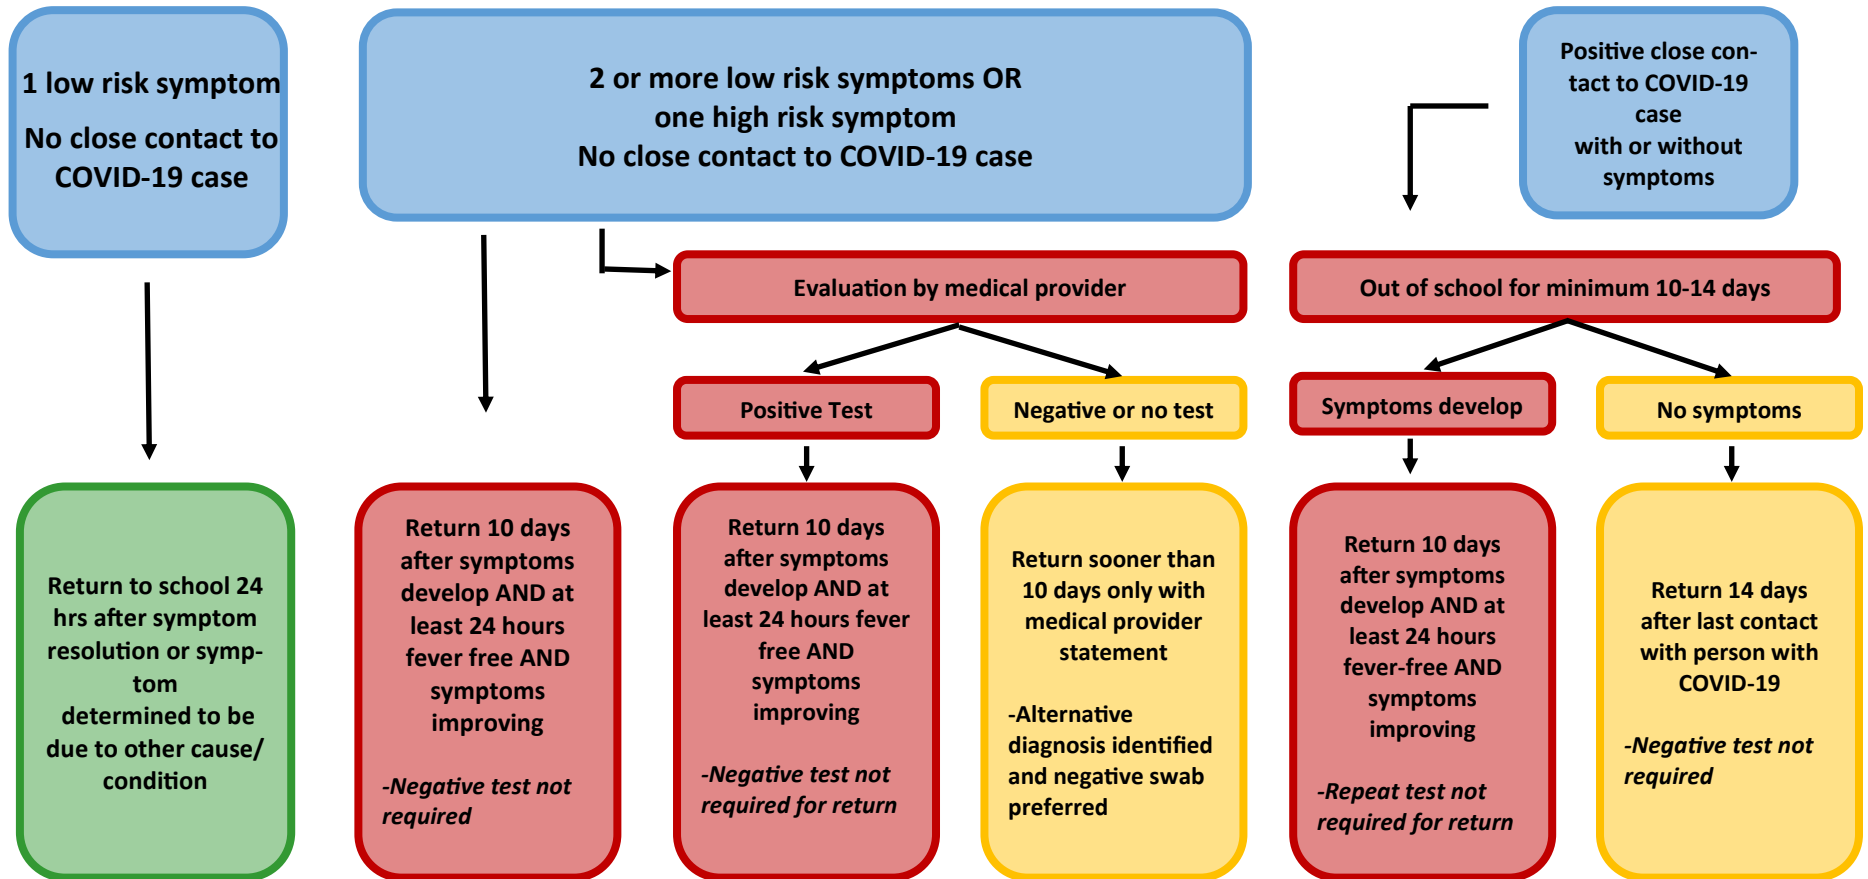 1 low risk symptom
No close contact to
COVID-19 case
2 or more low risk symptoms OR
one high risk symptom
No close contact to COVID-19 case
Positive close con-
tact to COVID-19
case
with or without
symptoms
Evaluation by medical provider
Out of school for minimum 10-14 days
Positive Test
Negative or no test
Symptoms develop
No symptoms
Return to school 24
hrs after symptom
resolution or symp-
tom
determined to be
due to other cause/
condition
Return 10 days
after symptoms
develop AND at
least 24 hours
fever free AND
symptoms
improving
-Negative test not
required
Return 10 days
after symptoms
develop AND at
least 24 hours fever
free AND
symptoms
improving
-Negative test not
required for return
Return sooner than
10 days only with
medical provider
statement
-Alternative
diagnosis identified
and negative swab
preferred
Return 10 days
after symptoms
develop AND at
least 24 hours
fever-free AND
symptoms
improving
-Repeat test not
required for return
Return 14 days
after last contact
with person with
COVID-19
-Negative test not
required